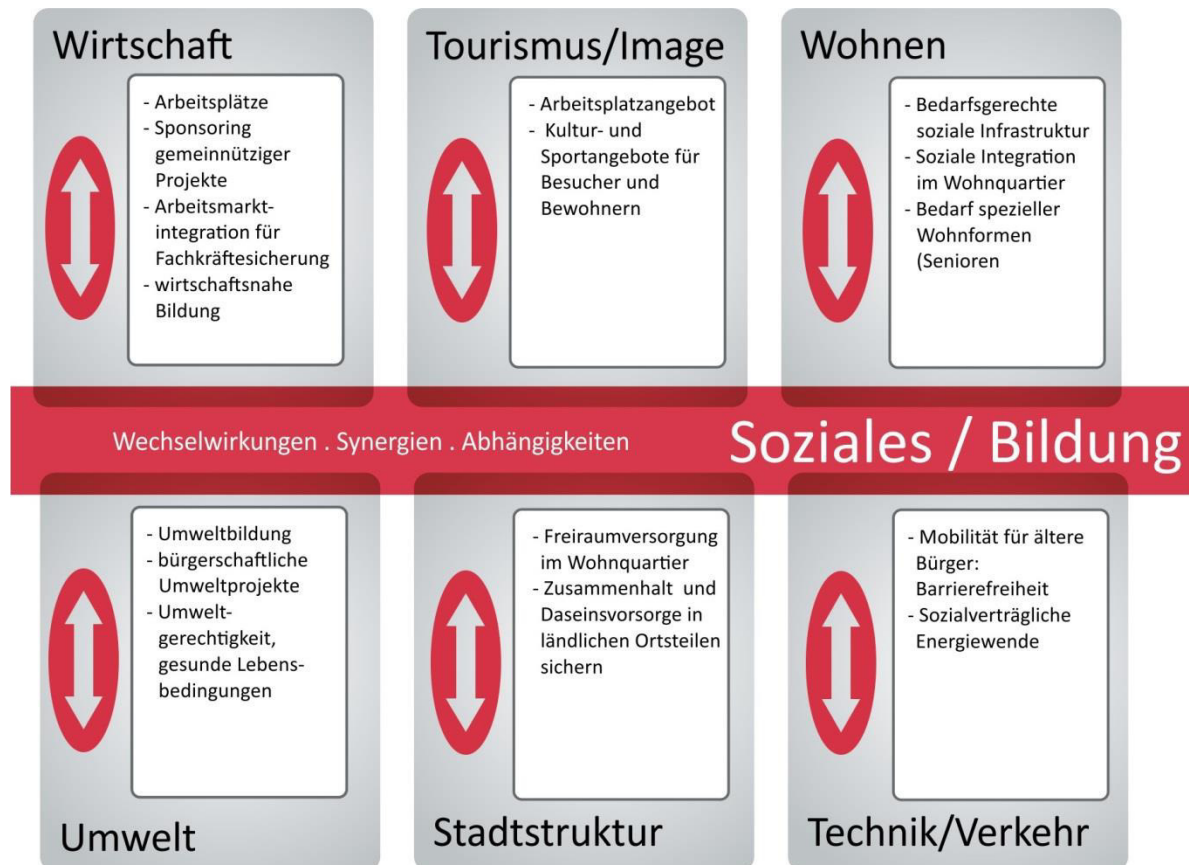 Wirtschaft
- Arbeitsplätze
- Sponsoring
gemeinnütziger
Projekte
- Arbeitsmarkt-
integration für
Fachkräftesicherung
- wirtschaftsnahe
Bildung
Tourismus/Image
- Arbeitsplatzangebot
- Kultur- und
Sportangebote für
Besucher und
Bewohnern
Wohnen
- Bedarfsgerechte
soziale Infrastruktur
- Soziale Integration
im Wohnquartier
- Bedarf spezieller
Wohnformen
(Senioren
Wechselwirkungen . Synergien . Abhängigkeiten
Soziales / Bildung
- Umweltbildung
- bürgerschaftliche
Umweltprojekte
- Umwelt-
gerechtigkeit,
gesunde Lebens-
bedingungen
Umwelt
- Freiraumversorgung
im Wohnquartier
- Zusammenhalt und
Daseinsvorsorge in
ländlichen Ortsteilen
sichern
Stadtstruktur
- Mobilität für ältere
Bürger:
Barrierefreiheit
- Sozialverträgliche
Energiewende
Technik/Verkehr